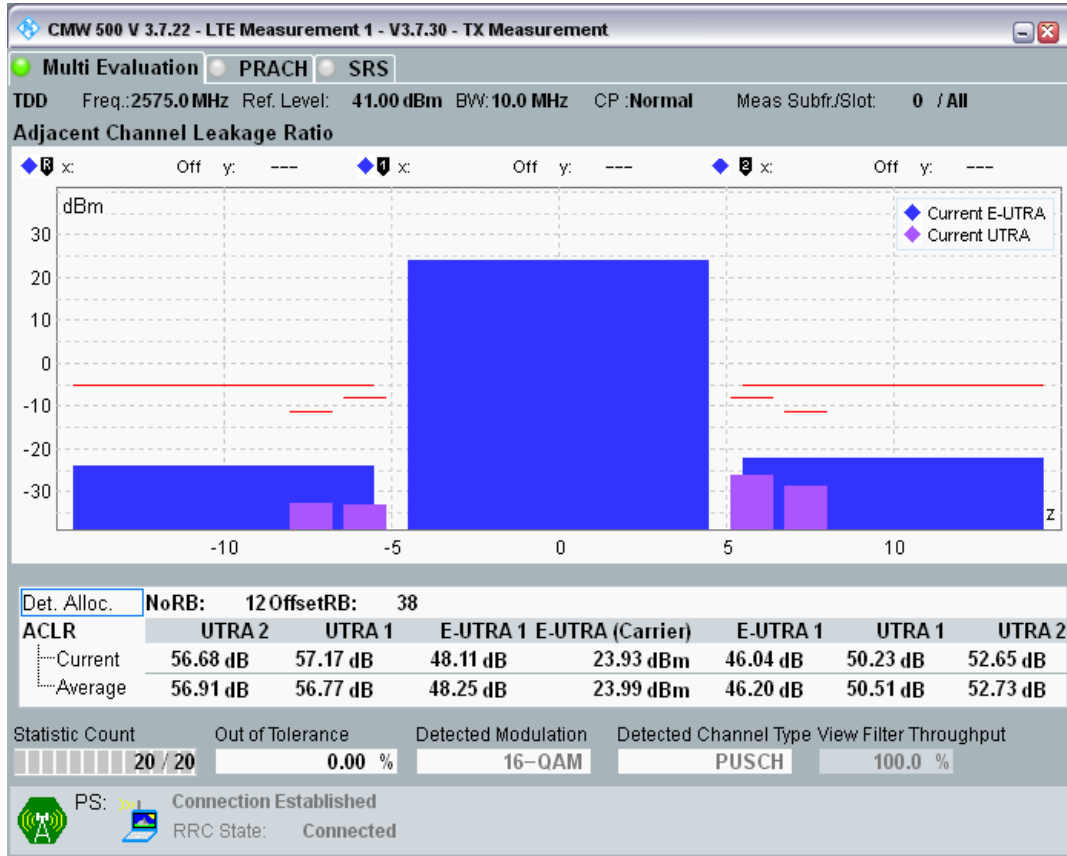 CMW 500 V 3.7.22 - LTE Measurement 1 - V3.7.30 - TX Measurement
Multi Evaluation PRACH SRS
TDD Freq.:2575.0 MHz Ref. Level: 41.00 dBm BW:10.0 MHz CP :Normal Meas Subfr./Slot: 0 / All
Adjacent Channel Leakage Ratio
R x: Off y: --- 1 x: Off y: --- 2 x: Off y: ---
dBm
Current E-UTRA
Current UTRA
30
20
10
0
-10
-20
-30
z
-10 -5 0 5 10
Det. Alloc. NoRB: 12 OffsetRB: 38
ACLR UTRA 2 UTRA 1 E-UTRA 1 E-UTRA (Carrier) E-UTRA 1 UTRA 1 UTRA 2
Current 56.68 dB 57.17 dB 48.11 dB 23.93 dBm 46.04 dB 50.23 dB 52.65 dB
Average 56.91 dB 56.77 dB 48.25 dB 23.99 dBm 46.20 dB 50.51 dB 52.73 dB
Statistic Count Out of Tolerance Detected Modulation Detected Channel Type View Filter Throughput
20 / 20 0.00 % 16-QAM PUSCH 100.0 %
PS: Connection Established
RRC State: Connected